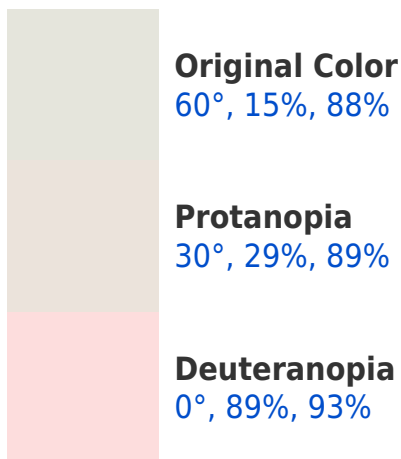 Original Color
60°, 15%, 88%
Protanopia
30°, 29%, 89%
Deuteranopia
0°, 89%, 93%